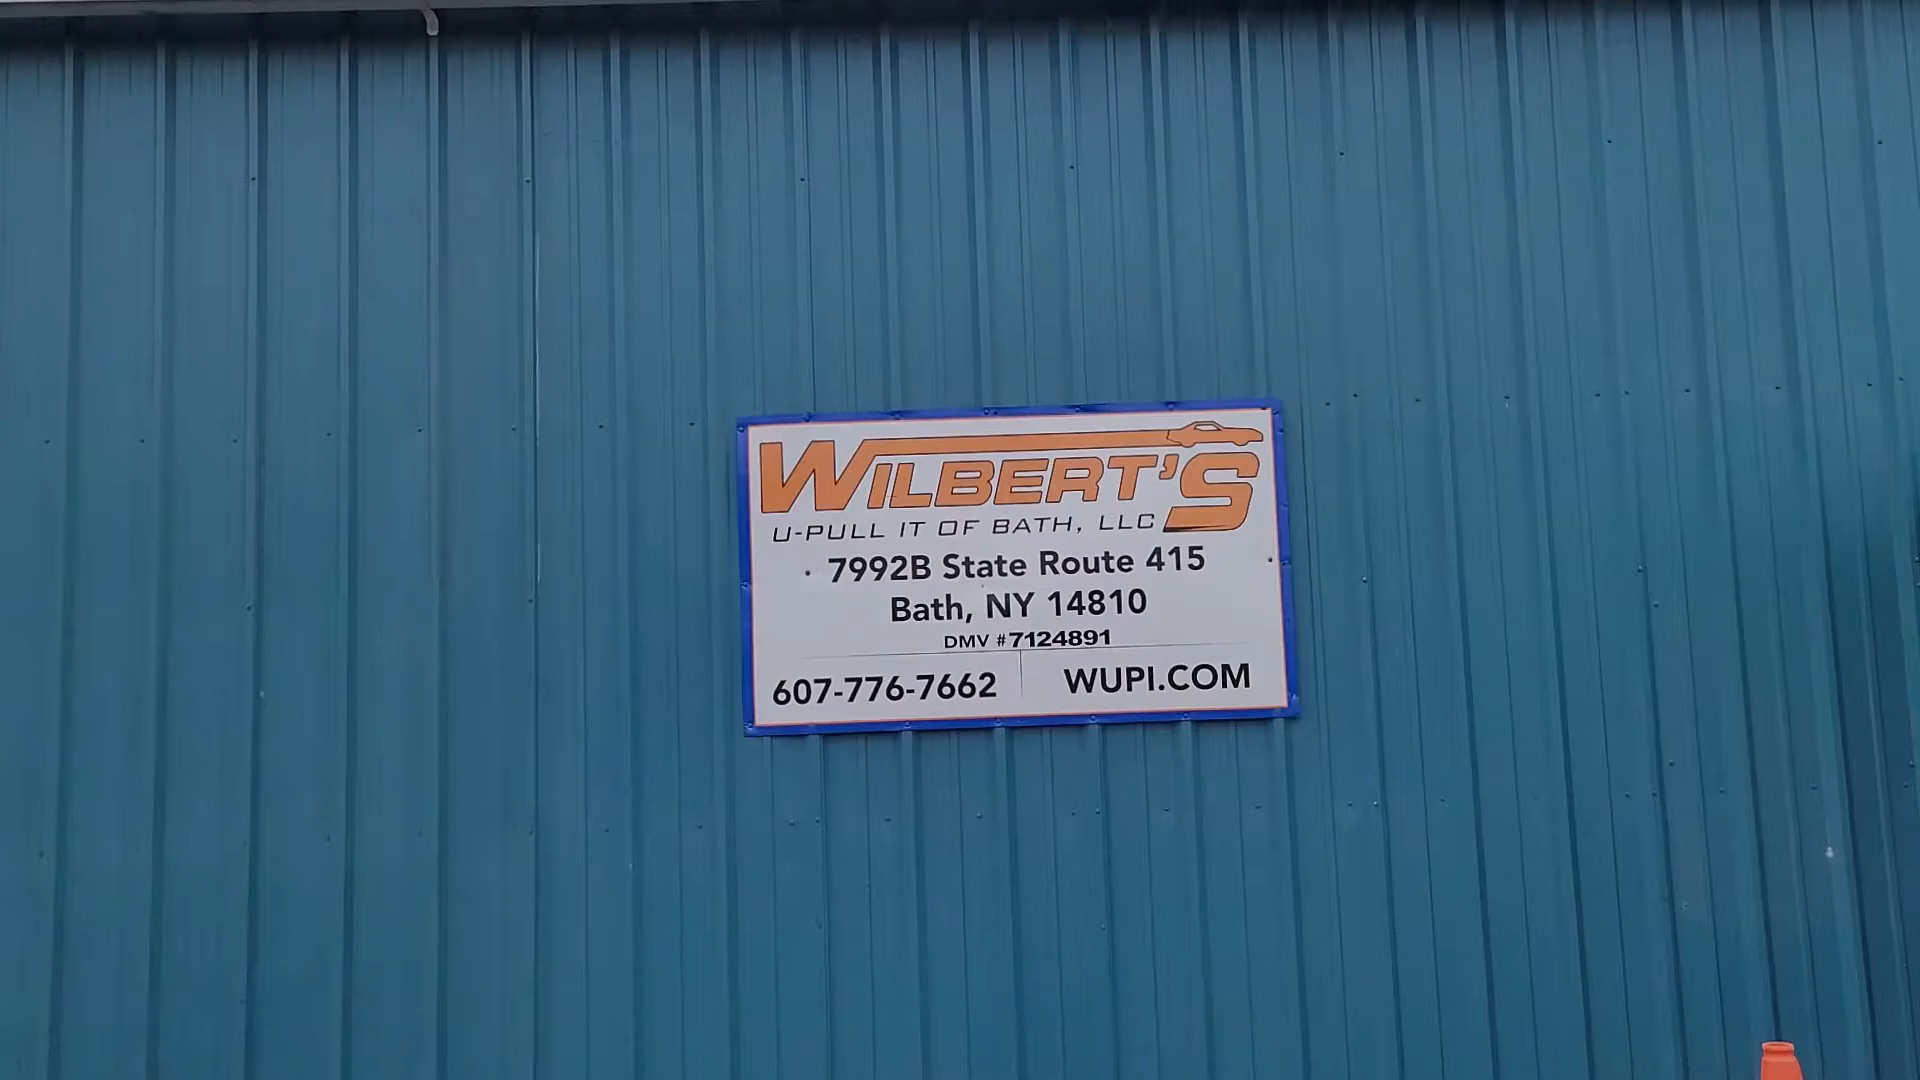 WILBERT'S
U-PULL IT OF BATH, LLC
7992B State Route 415
Bath, NY 14810
DMV #7124891
607-776-7662
WUPI.COM